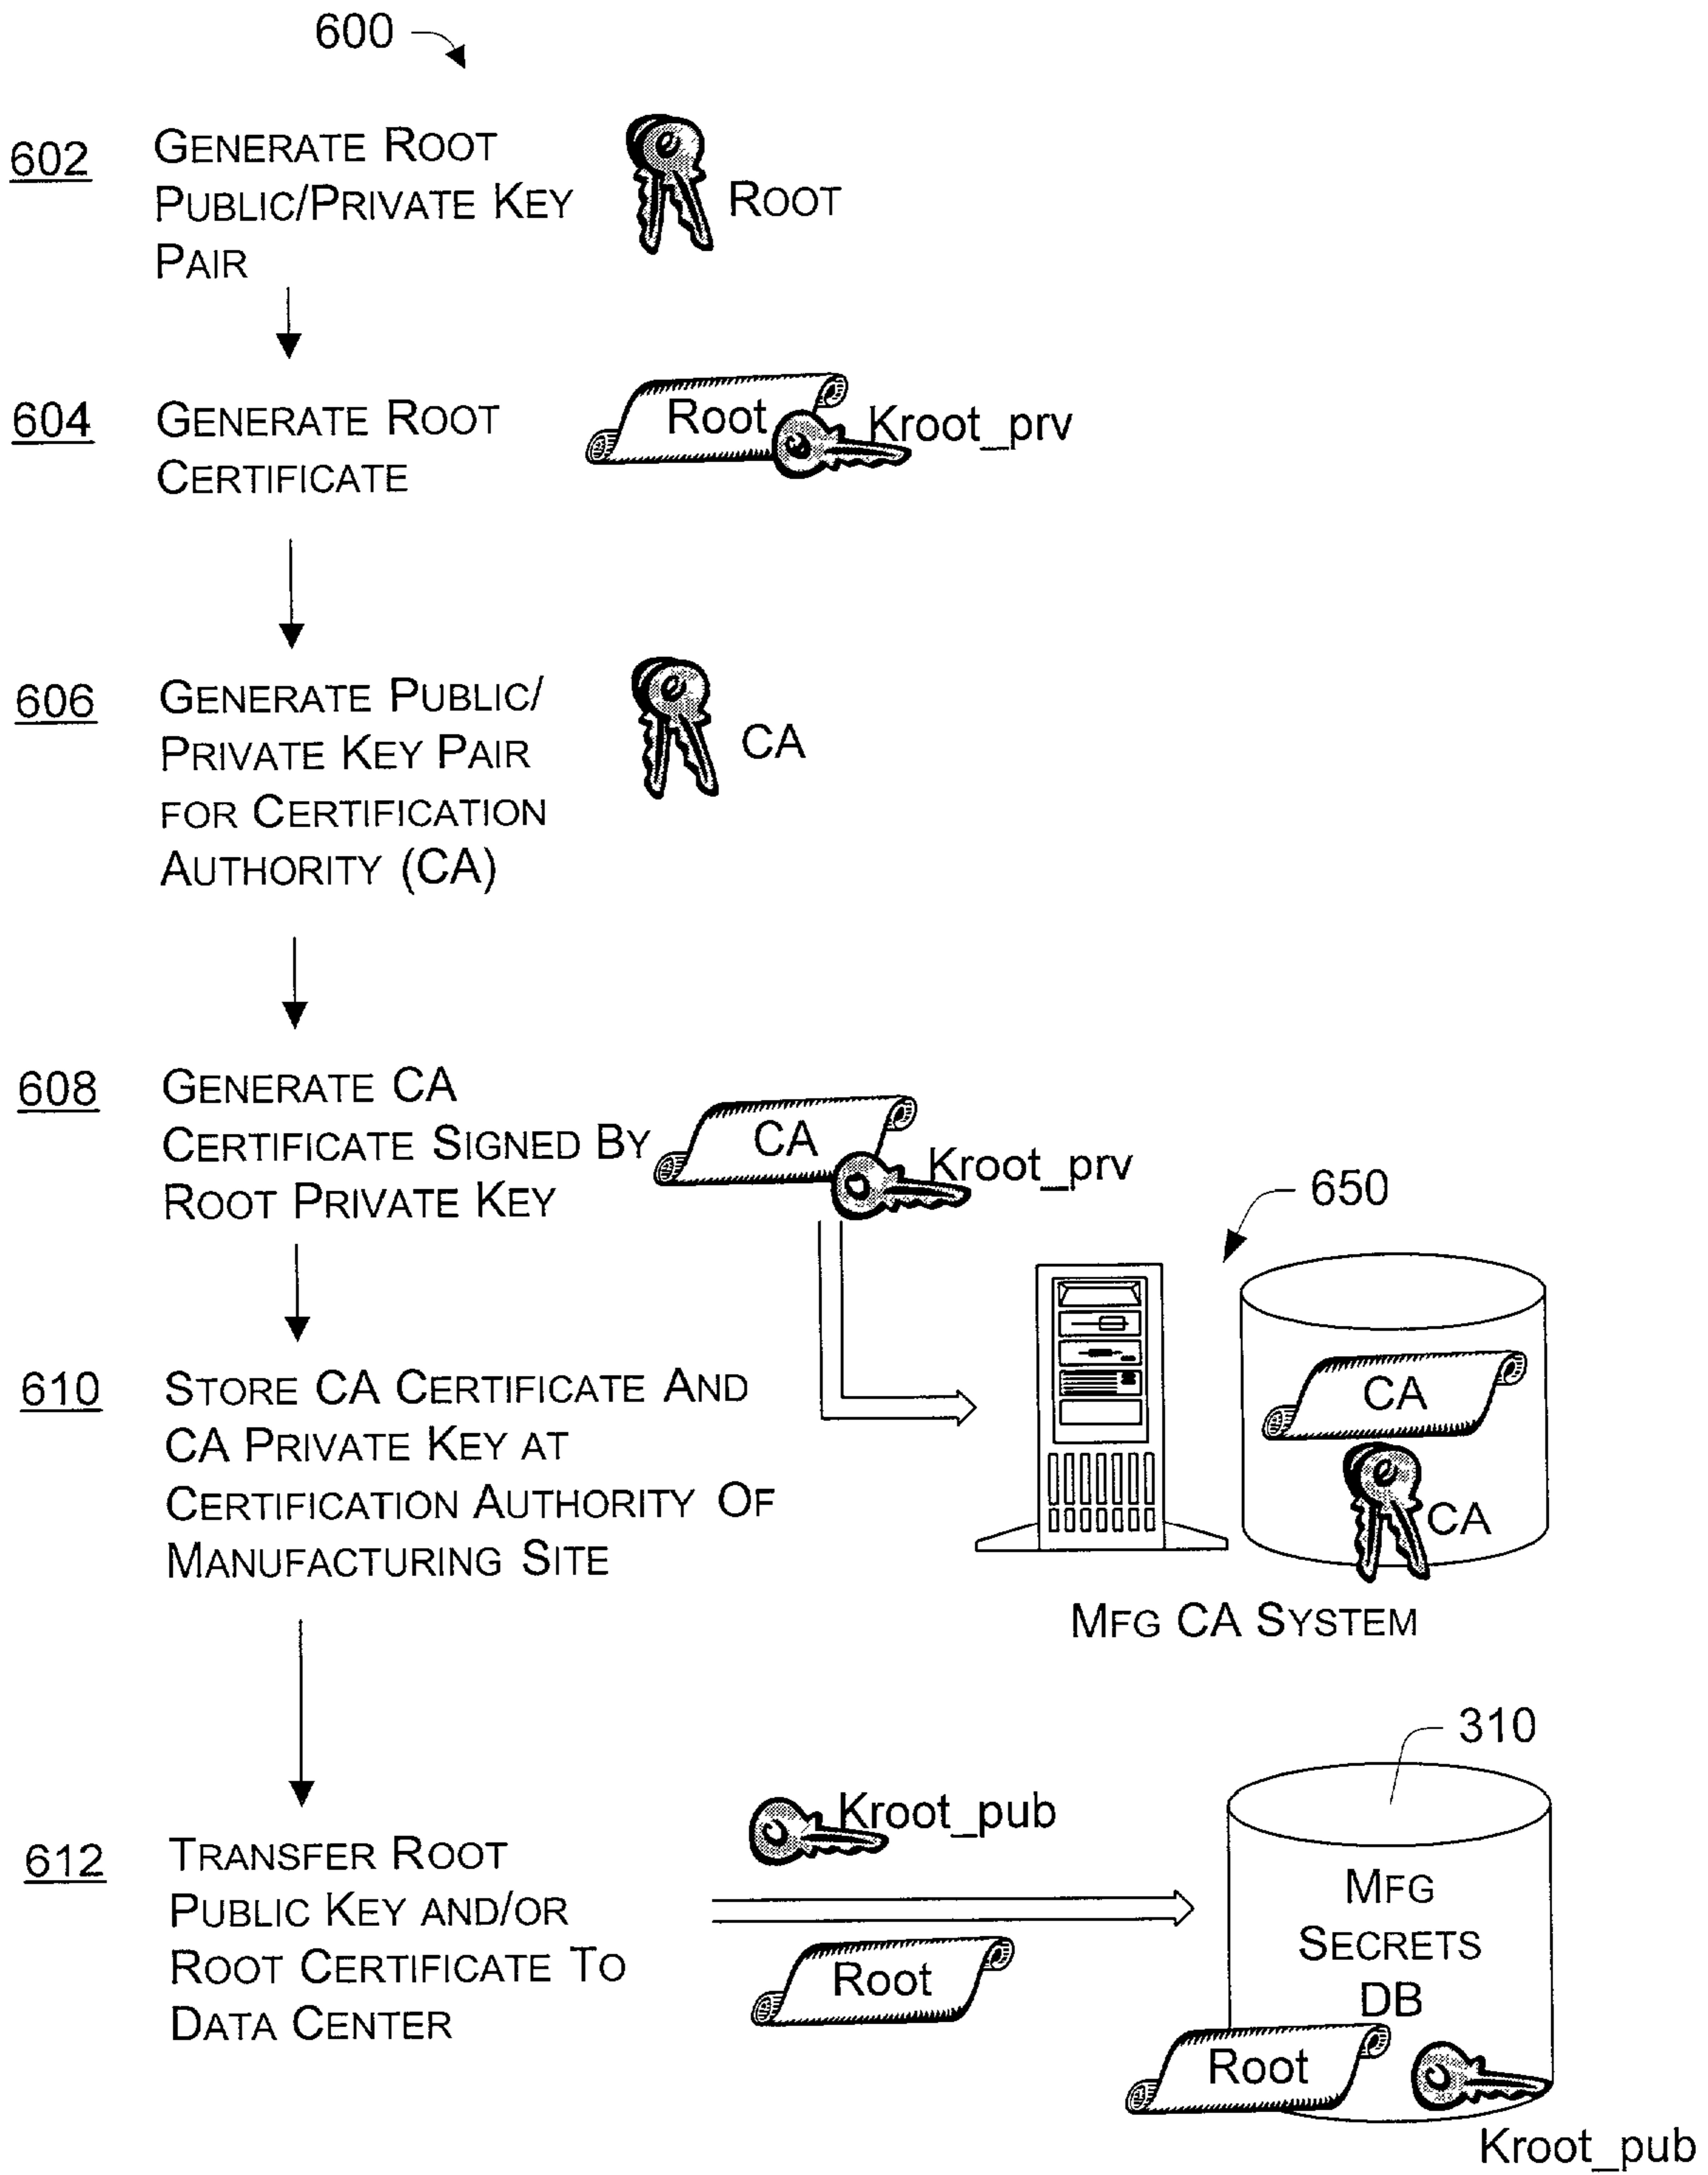 600
602
GENERATE ROOT
PUBLIC/PRIVATE KEY
PAIR
ROOT
604
GENERATE ROOT
CERTIFICATE
Root
Kroot_prv
606
GENERATE PUBLIC/
PRIVATE KEY PAIR
FOR CERTIFICATION
AUTHORITY (CA)
CA
608
GENERATE CA
CERTIFICATE SIGNED BY
ROOT PRIVATE KEY
CA
Kroot_prv
650
610
STORE CA CERTIFICATE AND
CA PRIVATE KEY AT
CERTIFICATION AUTHORITY OF
MANUFACTURING SITE
CA
CA
MFG CA SYSTEM
310
612
TRANSFER ROOT
PUBLIC KEY AND/OR
ROOT CERTIFICATE TO
DATA CENTER
Kroot_pub
Root
MFG
SECRETS
DB
Root
Kroot_pub